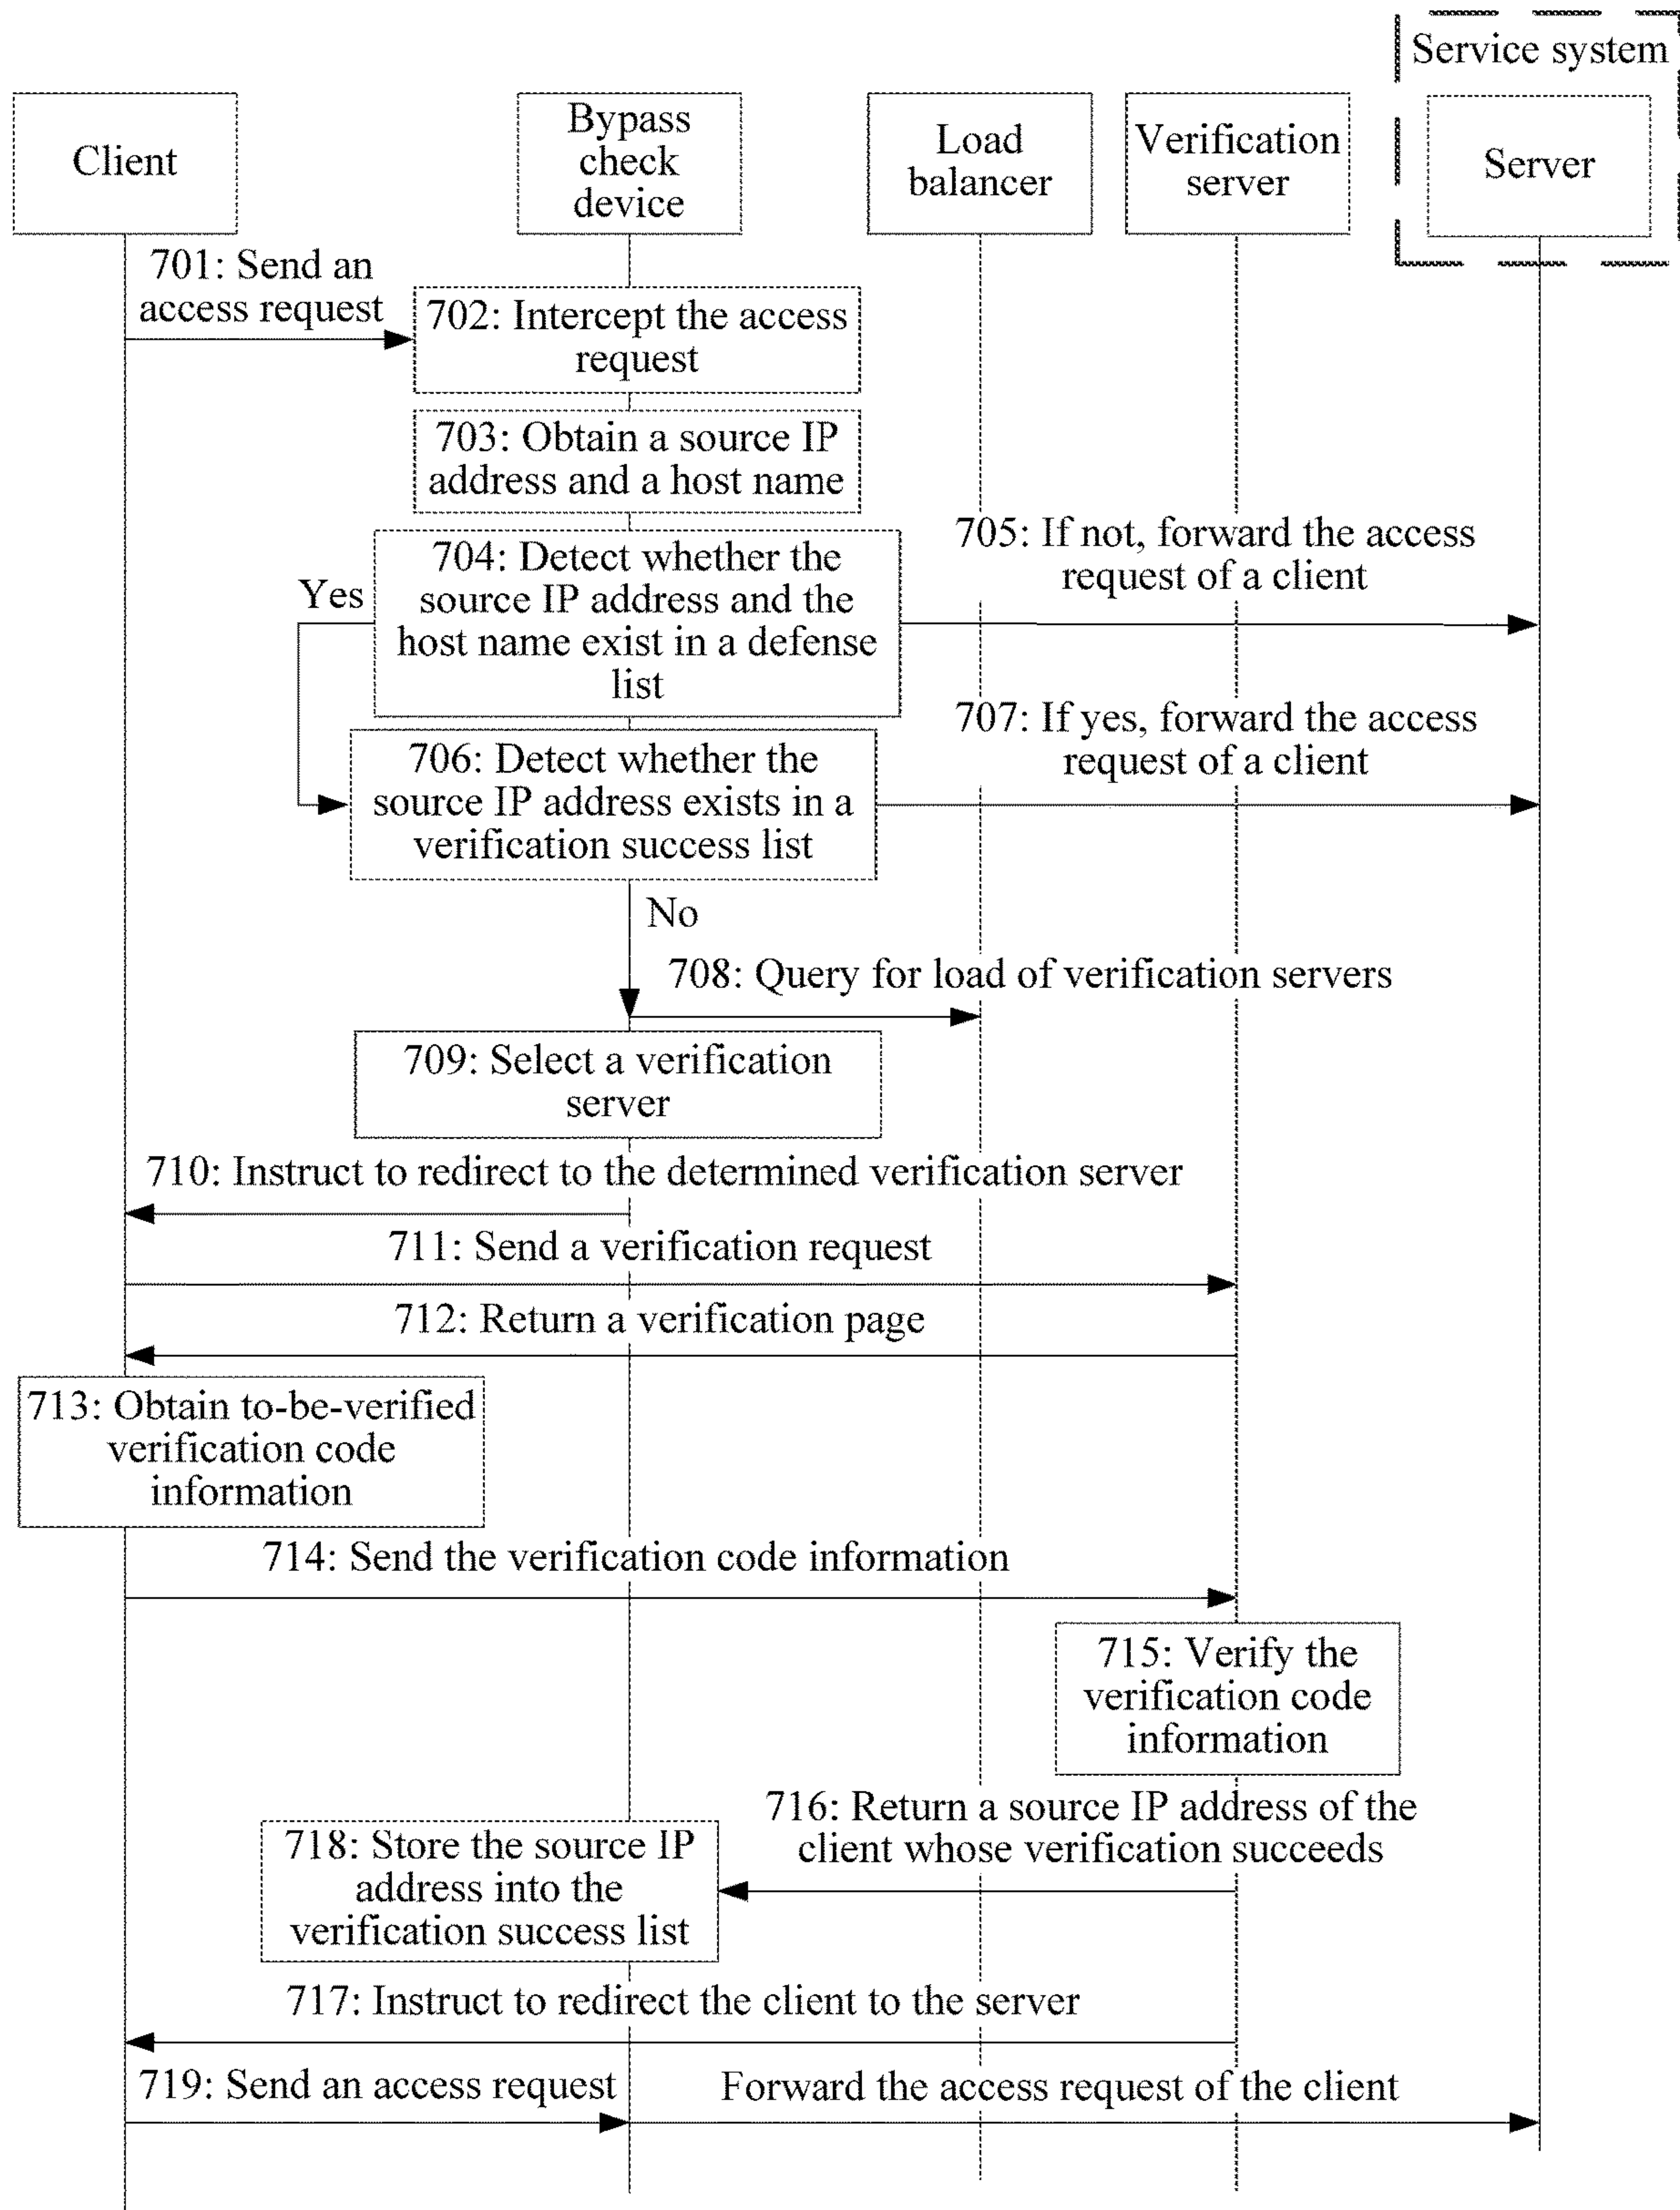 Service system
Client
Bypass
check
device
Load
balancer
Verification
server
Server
701: Send an
access request
702: Intercept the access
request
703: Obtain a source IP
address and a host name
704: Detect whether the
source IP address and the
host name exist in a defense
list
Yes
705: If not, forward the access
request of a client
706: Detect whether the
source IP address exists in a
verification success list
707: If yes, forward the access
request of a client
No
708: Query for load of verification servers
709: Select a verification
server
710: Instruct to redirect to the determined verification server
711: Send a verification request
712: Return a verification page
713: Obtain to-be-verified
verification code
information
714: Send the verification code information
715: Verify the
verification code
information
716: Return a source IP address of the
client whose verification succeeds
718: Store the source IP
address into the
verification success list
717: Instruct to redirect the client to the server
719: Send an access request
Forward the access request of the client